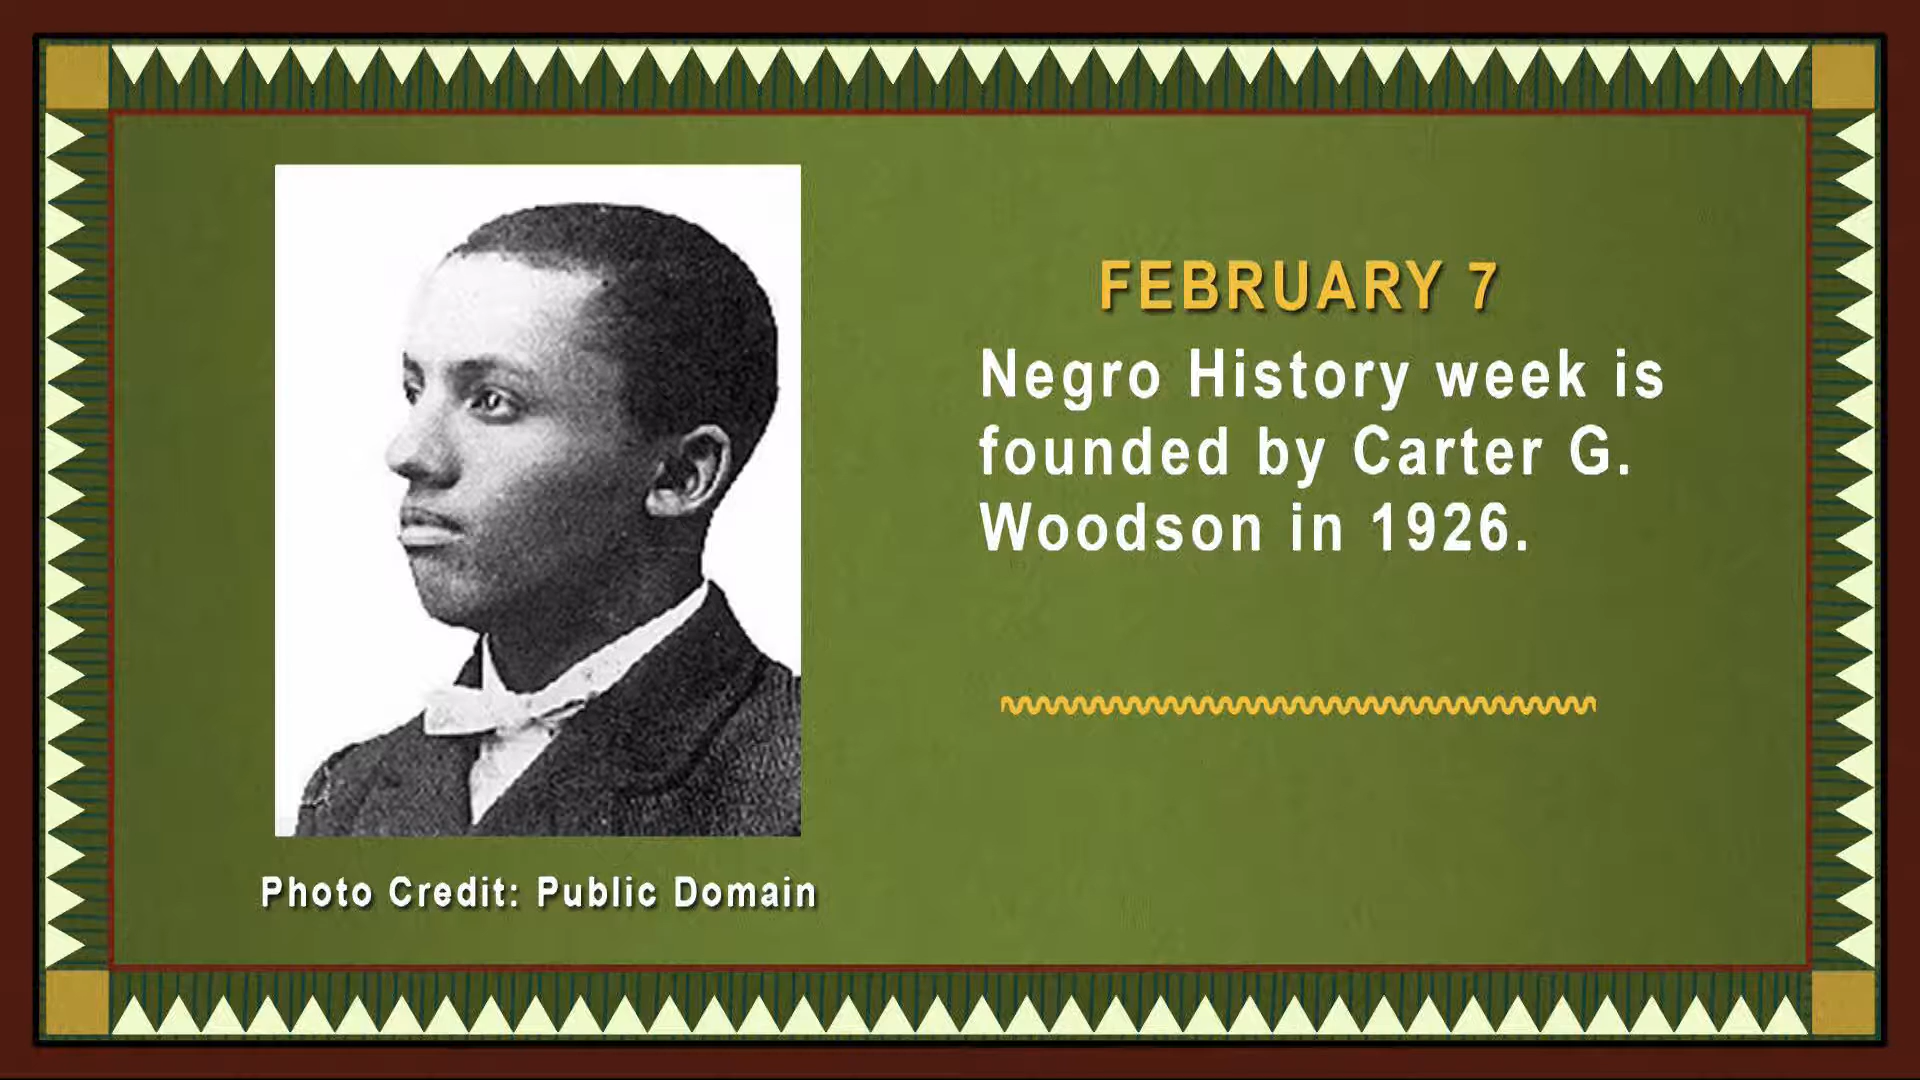 FEBRUARY 7
Negro History week is
founded by Carter G.
Woodson in 1926.
Photo Credit: Public Domain